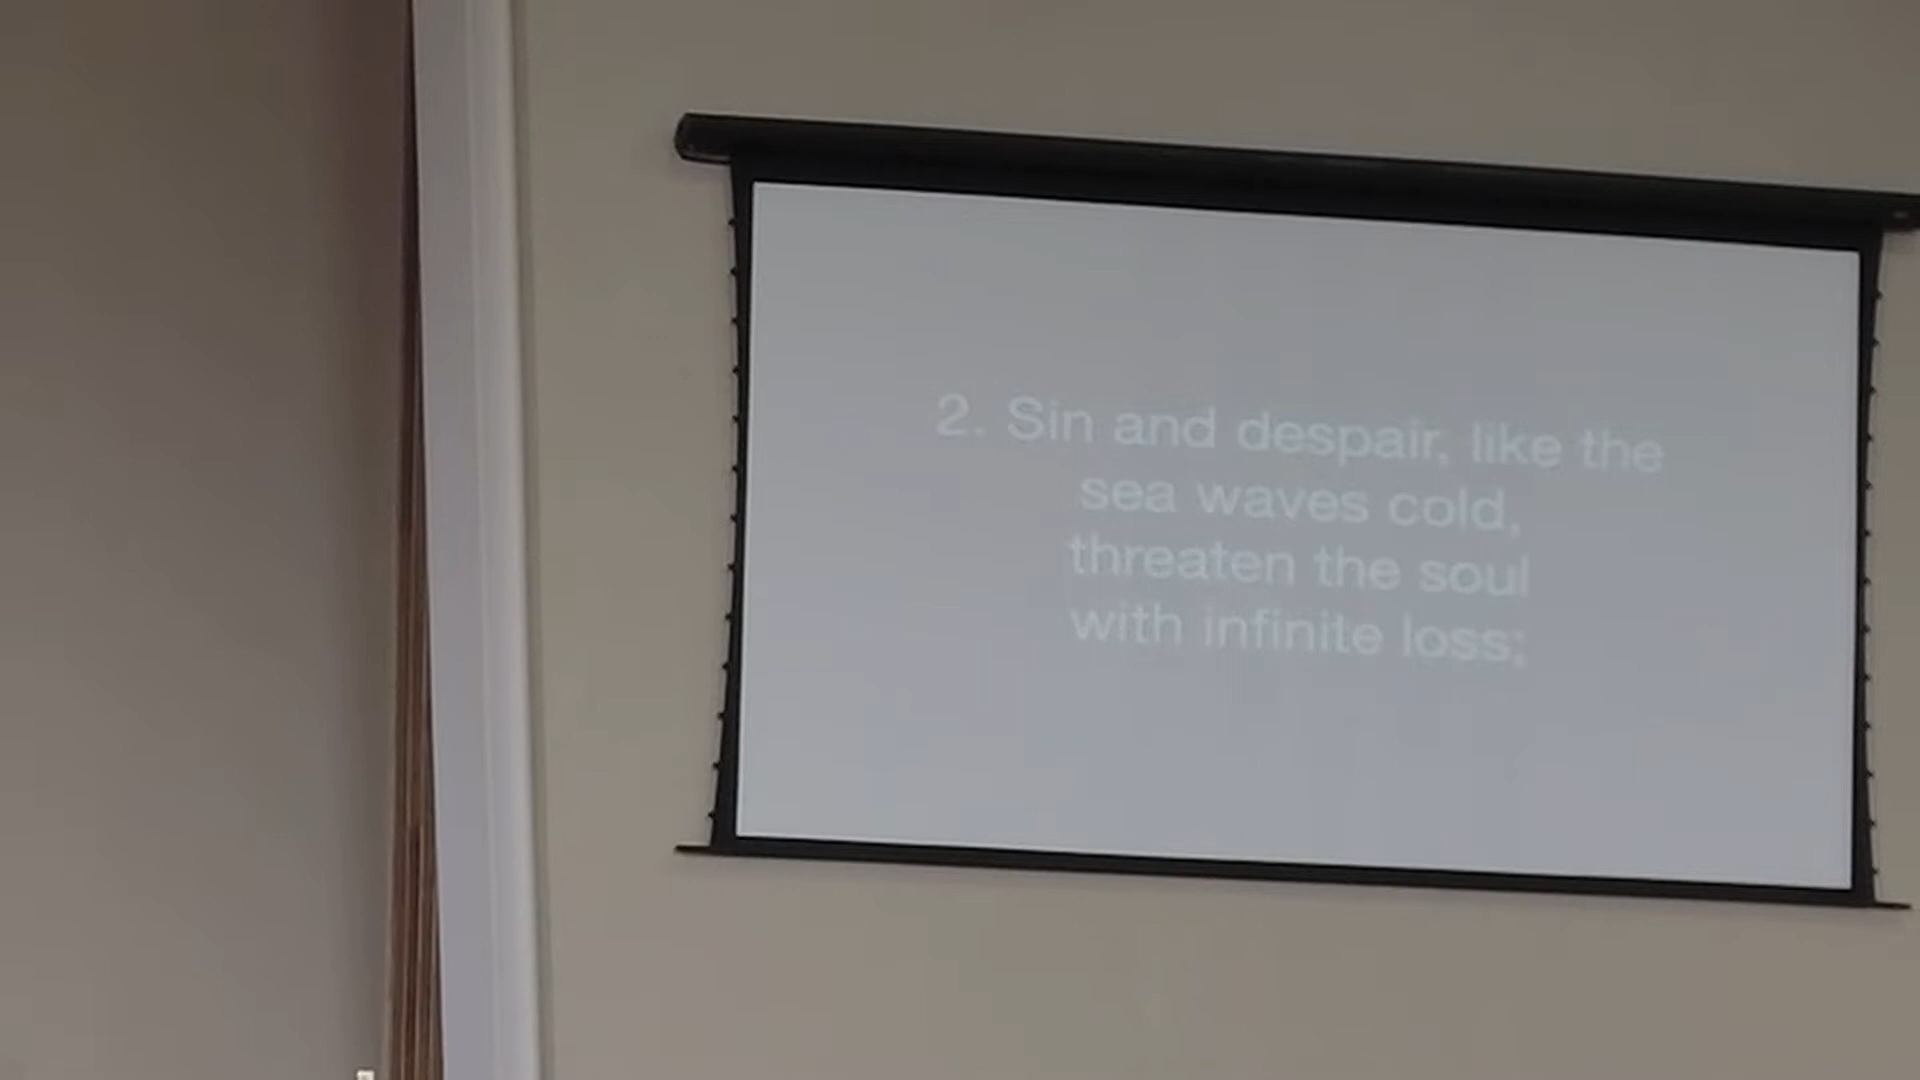 2. Sin and despair, like the
sea waves cold,
threaten the soul
with infinite loss;